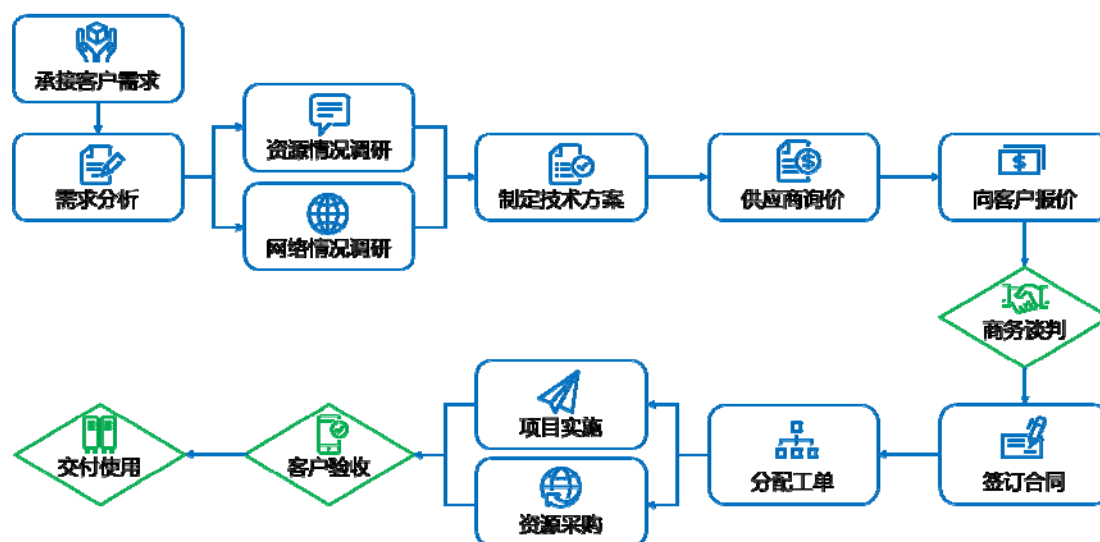 承接客户需求
需求分析
资源情况调研
网络情况调研
制定技术方案
供应商询价
向客户报价
商务谈判
签订合同
分配工单
项目实施
资源采购
客户验收
交付使用